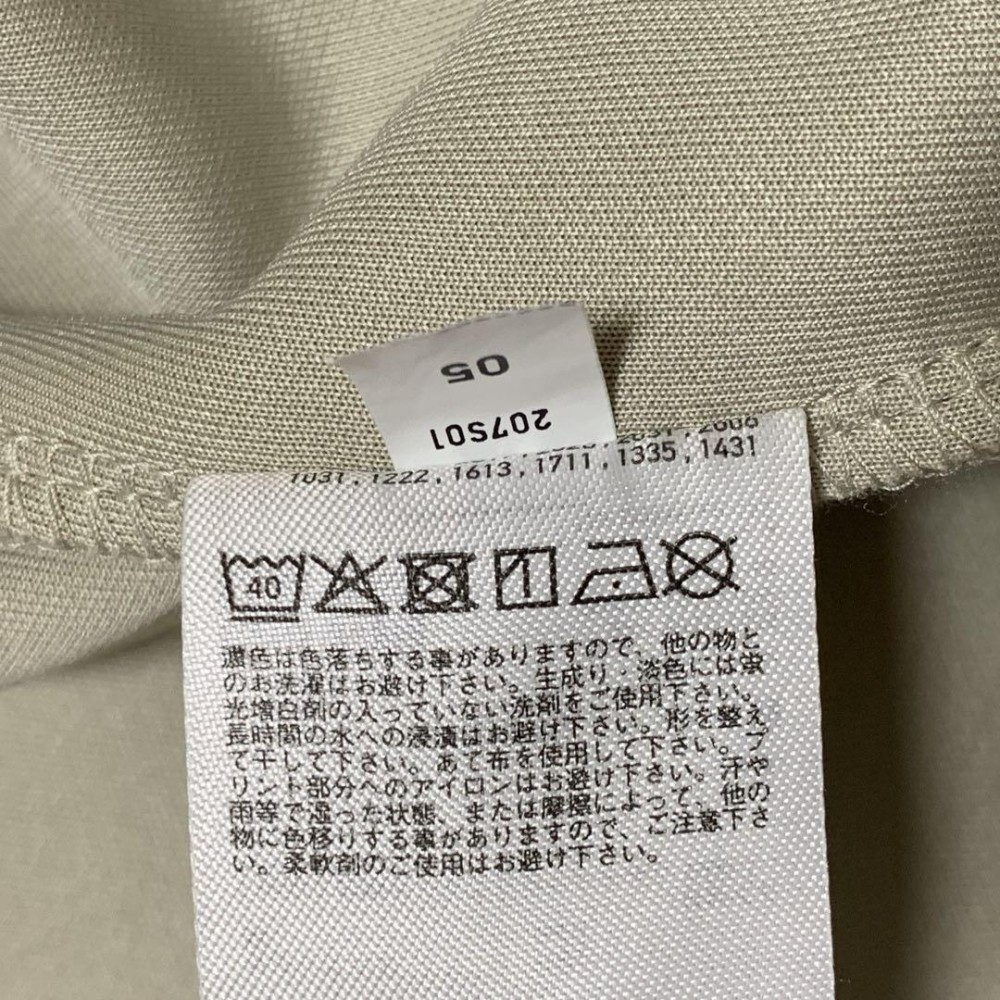 05
207S01
1031,1222,1613,1711,1335,1431
40
濃色は色落ちする事がありますので、他の物と
のお洗濯はお避け下さい。生成り・淡色には蛍
光増白剤の入っていない洗剤をご使用下さい。
長時間の水への浸漬はお避け下さい。形を整え
て干して下さい。あて布を使用して下さい。プ
リント部分へのアイロンはお避け下さい。汗や
雨等で湿った状態、または摩擦によって、他の
物に色移りする事がありますので、ご注意下さ
い。柔軟剤のご使用はお避け下さい。